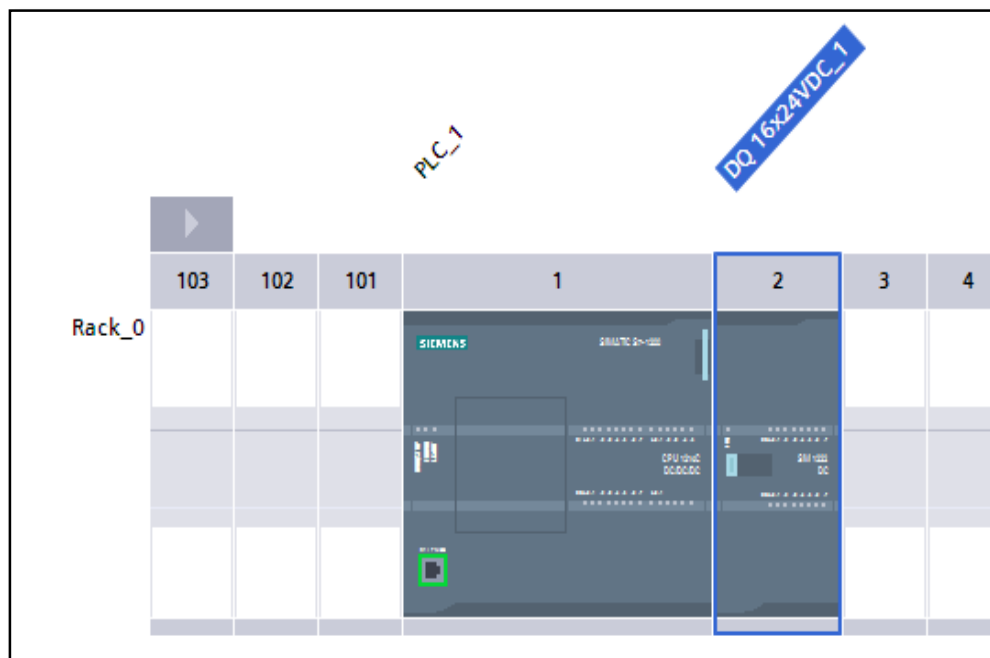 PLC_1
DQ 16x24VDC_1
103 102 101 1 2 3 4
Rack_0
SIEMENS
SIMATIC S7-1200
CPU 1214C
DC/DC/DC
SM 1222
DC